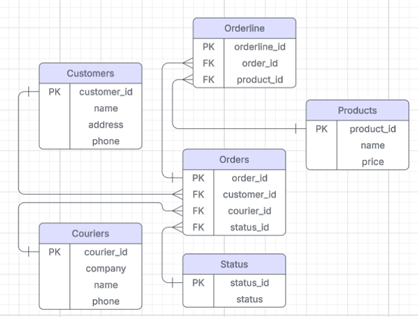 Orderline
PK orderline_id
FK order_id
FK product_id
Customers
PK customer_id
name
address
phone
Products
PK product_id
name
price
Orders
PK order_id
FK customer_id
FK courier_id
FK status_id
Couriers
PK courier_id
company
name
phone
Status
PK status_id
status